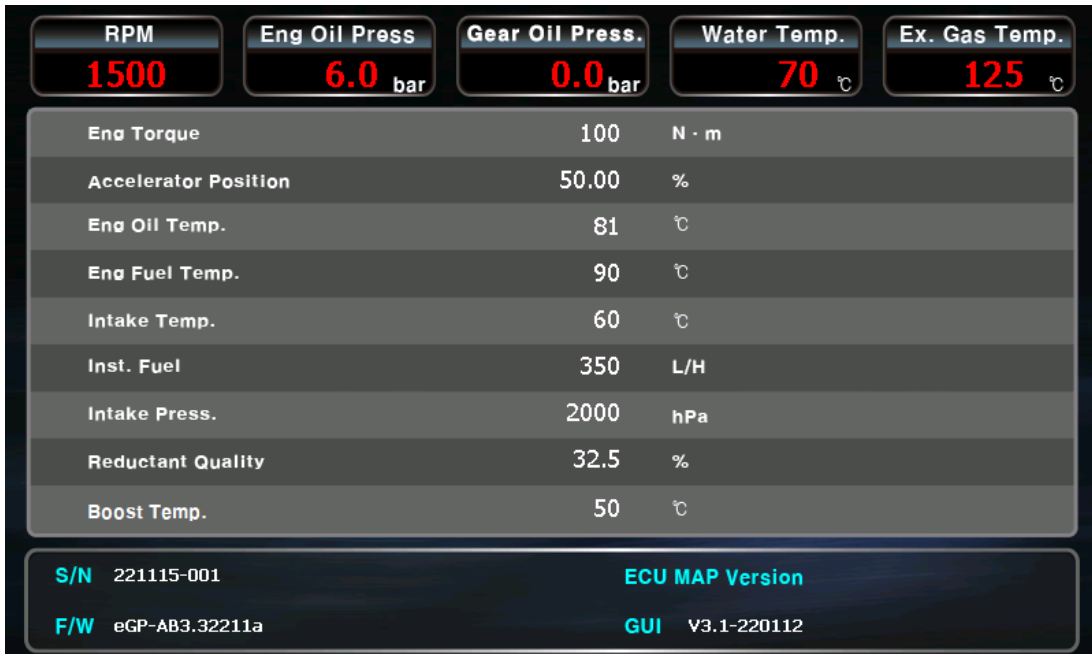 RPM Eng Oil Press Gear Oil Press. Water Temp. Ex. Gas Temp.
1500 6.0 bar 0.0 bar 70 ℃ 125 ℃
Eng Torque 100 N · m
Accelerator Position 50.00 %
Eng Oil Temp. 81 ℃
Eng Fuel Temp. 90 ℃
Intake Temp. 60 ℃
Inst. Fuel 350 L/H
Intake Press. 2000 hPa
Reductant Quality 32.5 %
Boost Temp. 50 ℃
S/N 221115-001 ECU MAP Version
F/W eGP-AB3.32211a GUI V3.1-220112